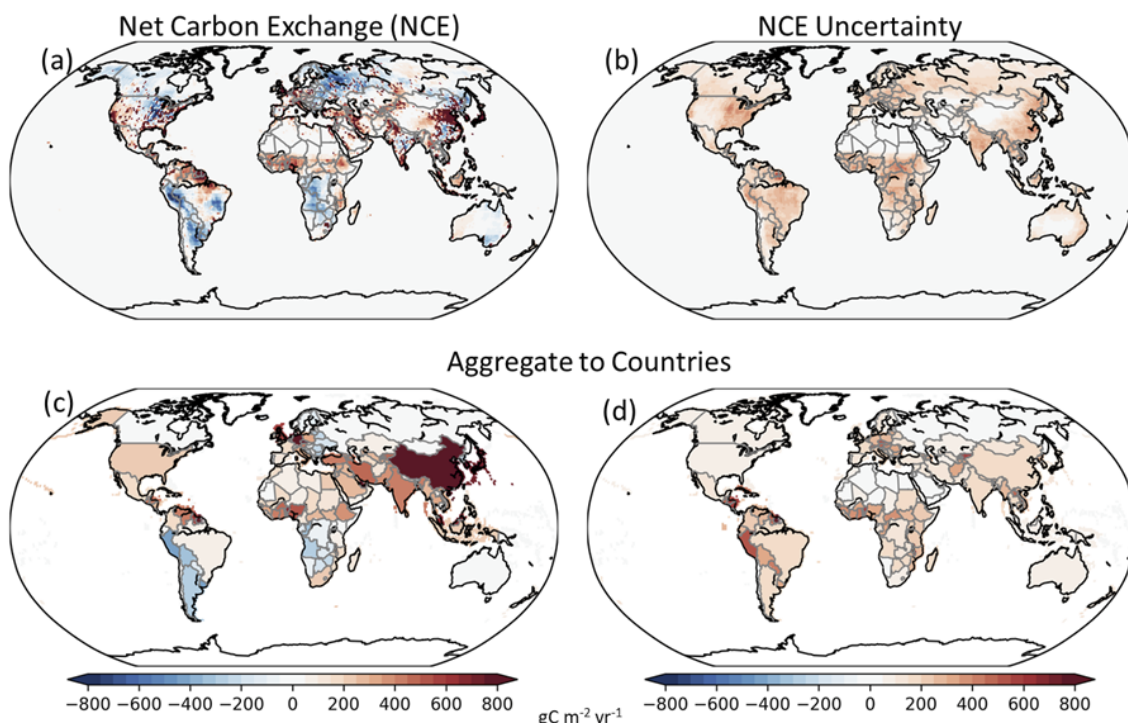 Net Carbon Exchange (NCE)
NCE Uncertainty
(a)
(b)
Aggregate to Countries
(c)
(d)
−800 −600 −400 −200 0 200 400 600 800
−800 −600 −400 −200 0 200 400 600 800
gC m⁻² yr⁻¹